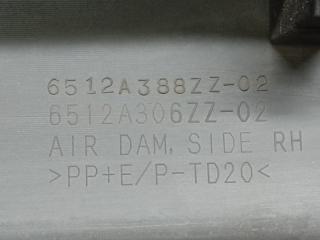 6512A388ZZ-02
6512A306ZZ-02
AIR DAM, SIDE RH
>PP+E/P-TD20<